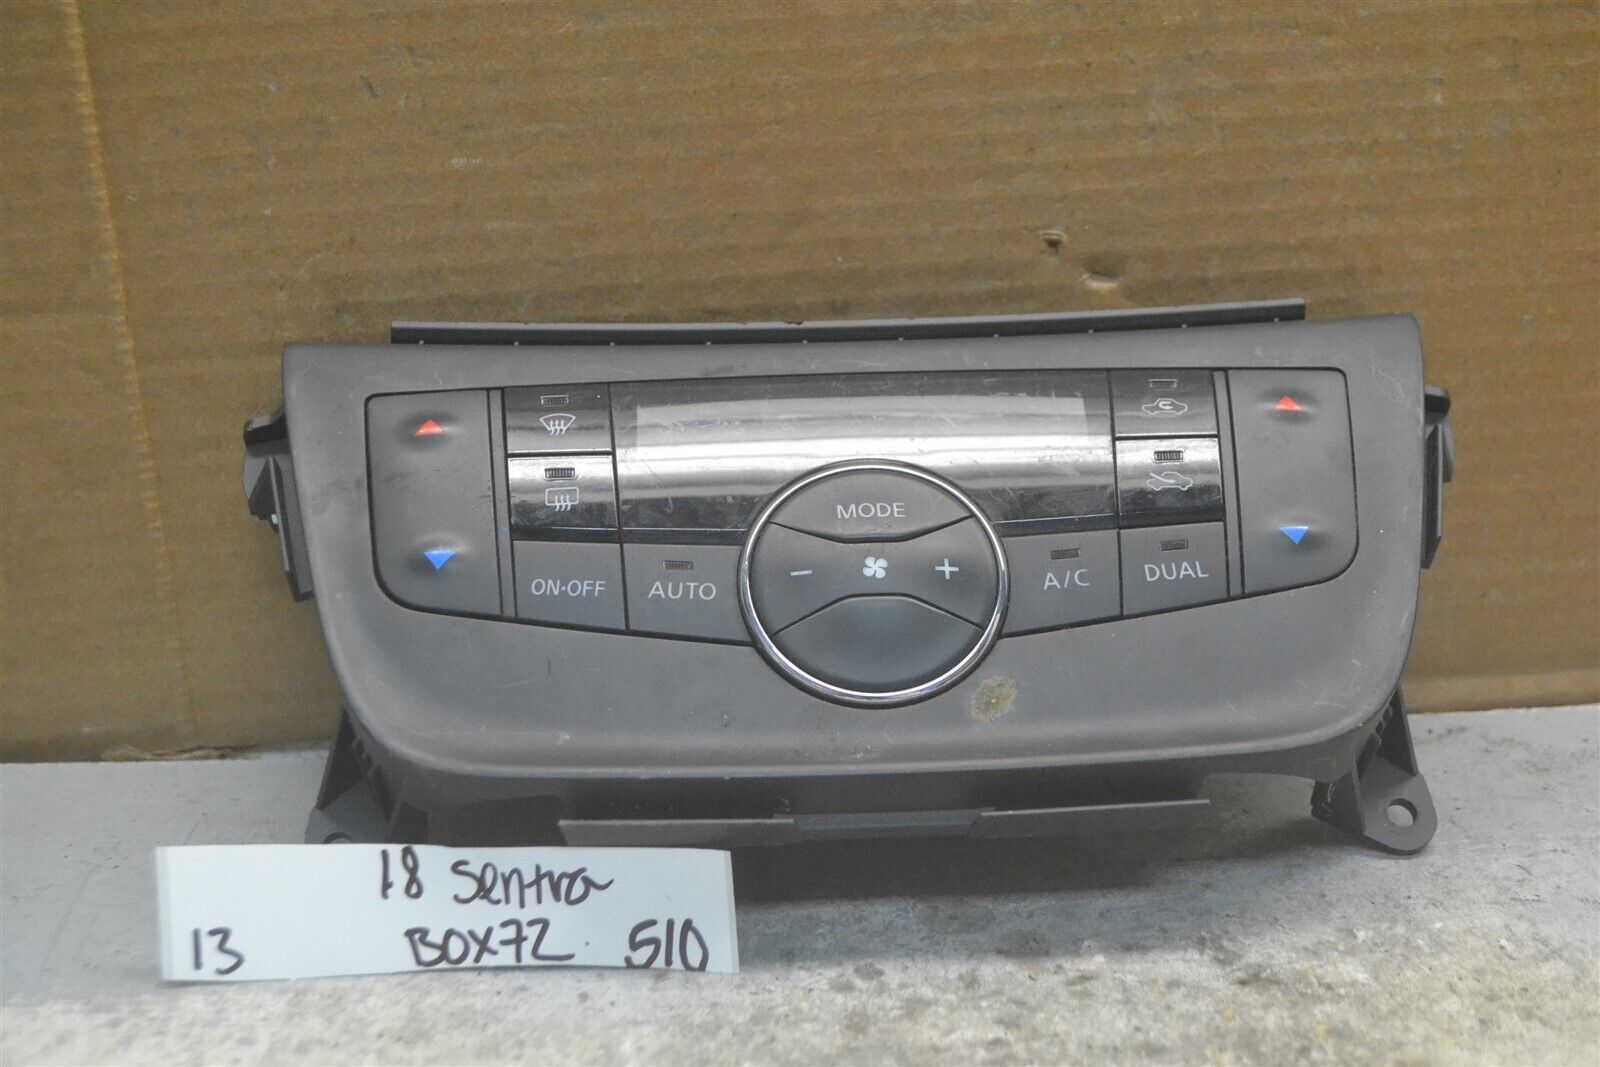 MODE
- +
ON·OFF AUTO A/C DUAL
18 Sentra
13 BOX72 510